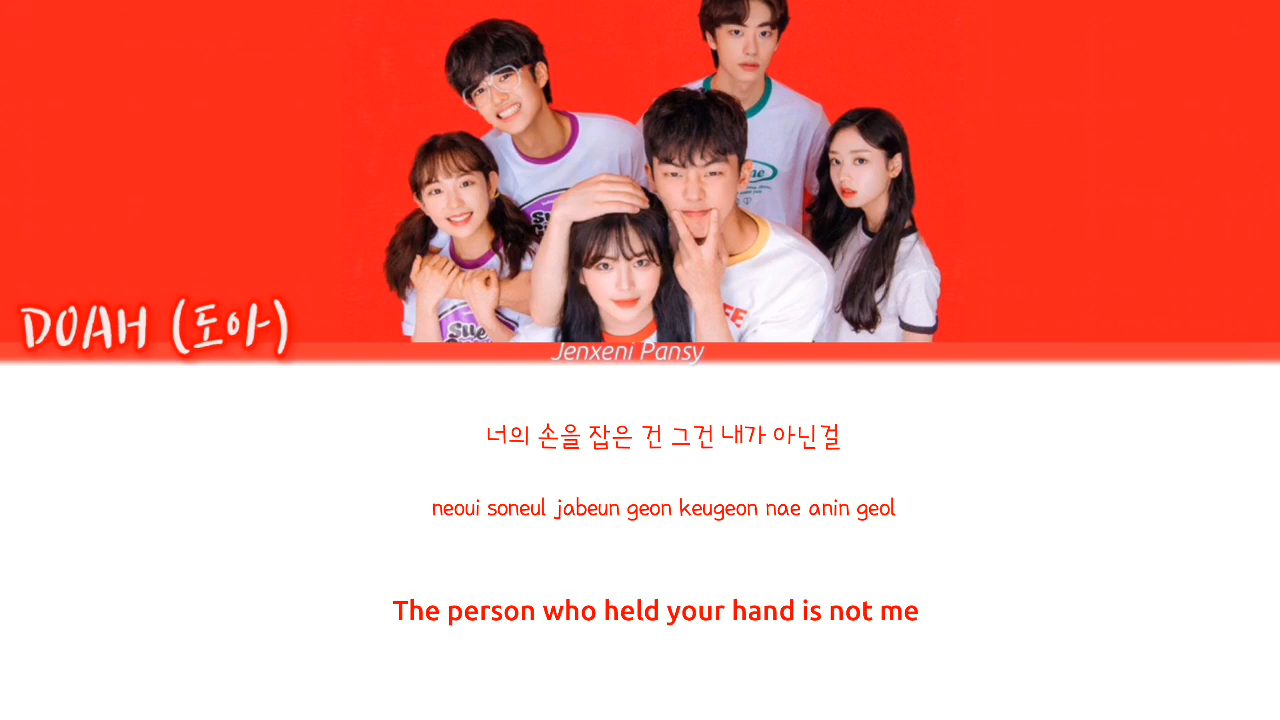 DOAH (도아)
Jenxeni Pansy
너의 손을 잡은 건 그건 내가 아닌걸
neoui soneul jabeun geon keugeon nae anin geol
The person who held your hand is not me